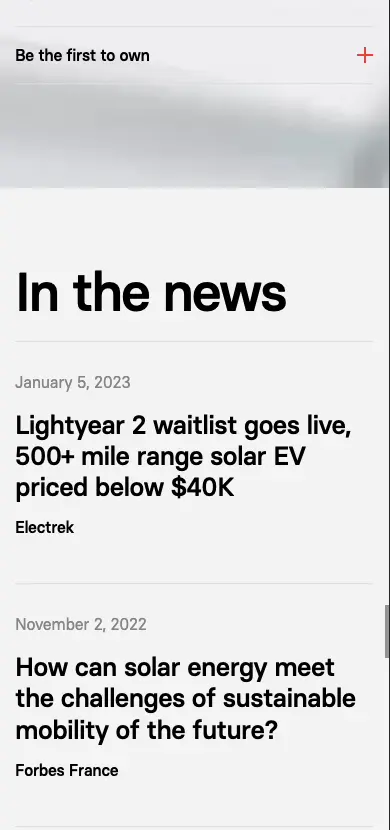 Be the first to own
In the news
January 5, 2023
Lightyear 2 waitlist goes live,
500+ mile range solar EV
priced below $40K
Electrek
November 2, 2022
How can solar energy meet
the challenges of sustainable
mobility of the future?
Forbes France